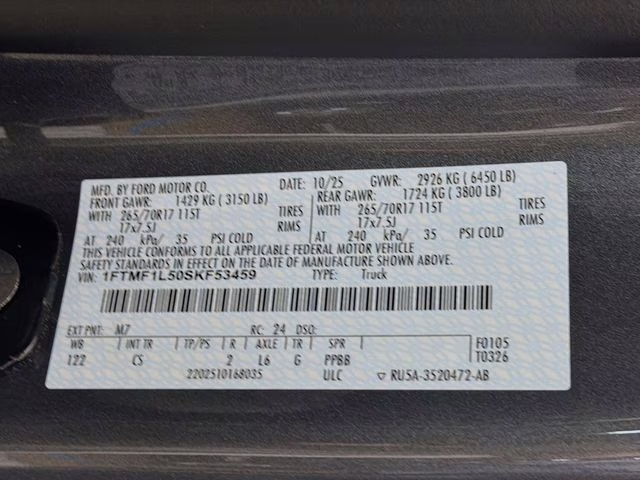 MFD. BY FORD MOTOR CO.
DATE: 10/25 GVWR: 2926 KG ( 6450 LB)
FRONT GAWR: 1429 KG ( 3150 LB) REAR GAWR: 1724 KG ( 3800 LB)
WITH 265/70R17 115T TIRES WITH 265/70R17 115T TIRES
17x7.5J RIMS 17x7.5J RIMS
AT 240 kPa/ 35 PSI COLD AT 240 kPa/ 35 PSI COLD
THIS VEHICLE CONFORMS TO ALL APPLICABLE FEDERAL MOTOR VEHICLE
SAFETY STANDARDS IN EFFECT ON THE DATE OF MANUFACTURE SHOWN ABOVE.
VIN: 1FTMF1L50SKF53459 TYPE: Truck
EXT PNT: M7 RC: 24 DSO:
WB INT TR TP/PS R AXLE TR SPR F0105
122 CS 2 L6 G PPBB T0326
2202510168035 ULC ▽ RU5A-3520472-AB